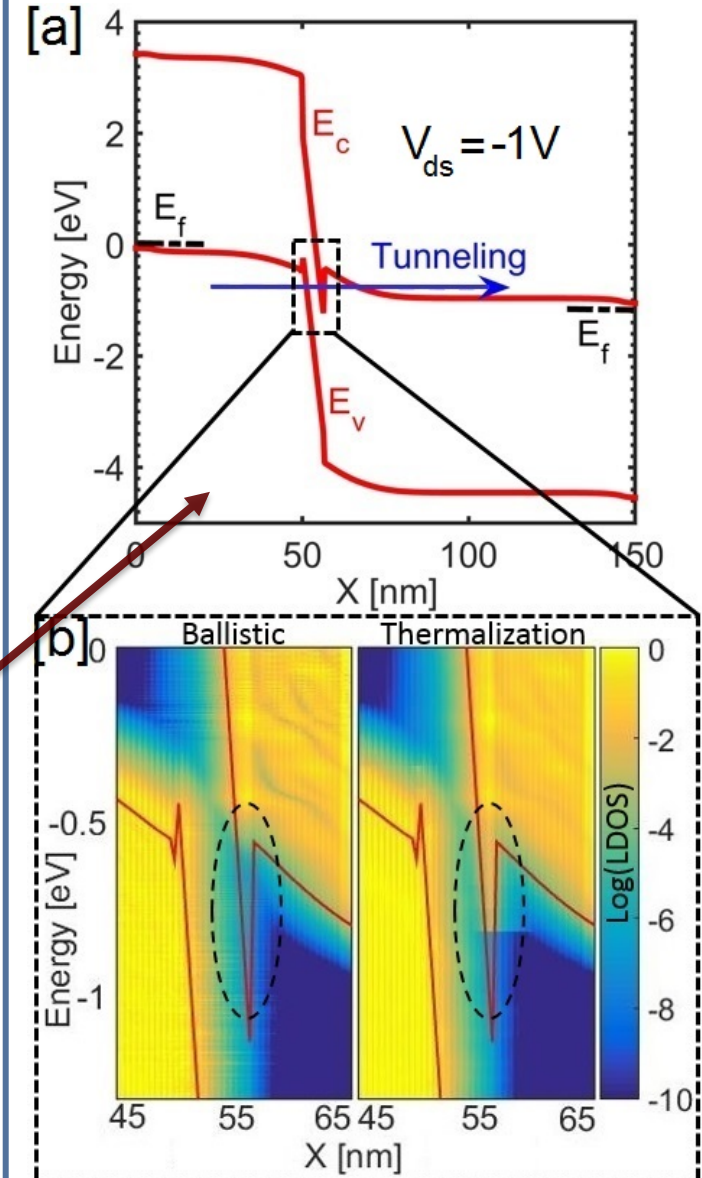 [a]
4
2
0
-2
-4
Energy [eV]
E_c
V_ds = -1V
E_f
Tunneling
E_f
E_v
0 50 100 150
X [nm]
[b]
Ballistic Thermalization
0
-0.5
-1
Energy [eV]
0
-2
-4
-6
-8
-10
Log(LDOS)
45 55 65 45 55 65
X [nm]